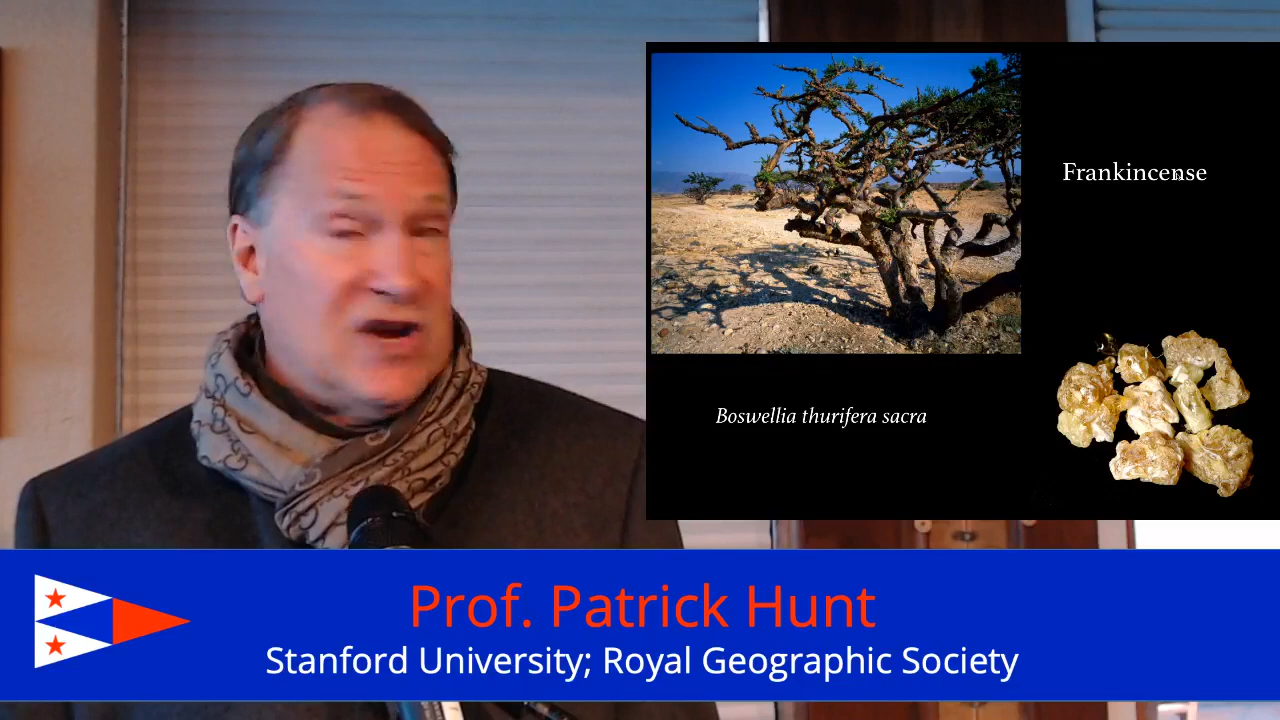 Frankincense
Boswellia thurifera sacra
Prof. Patrick Hunt
Stanford University; Royal Geographic Society